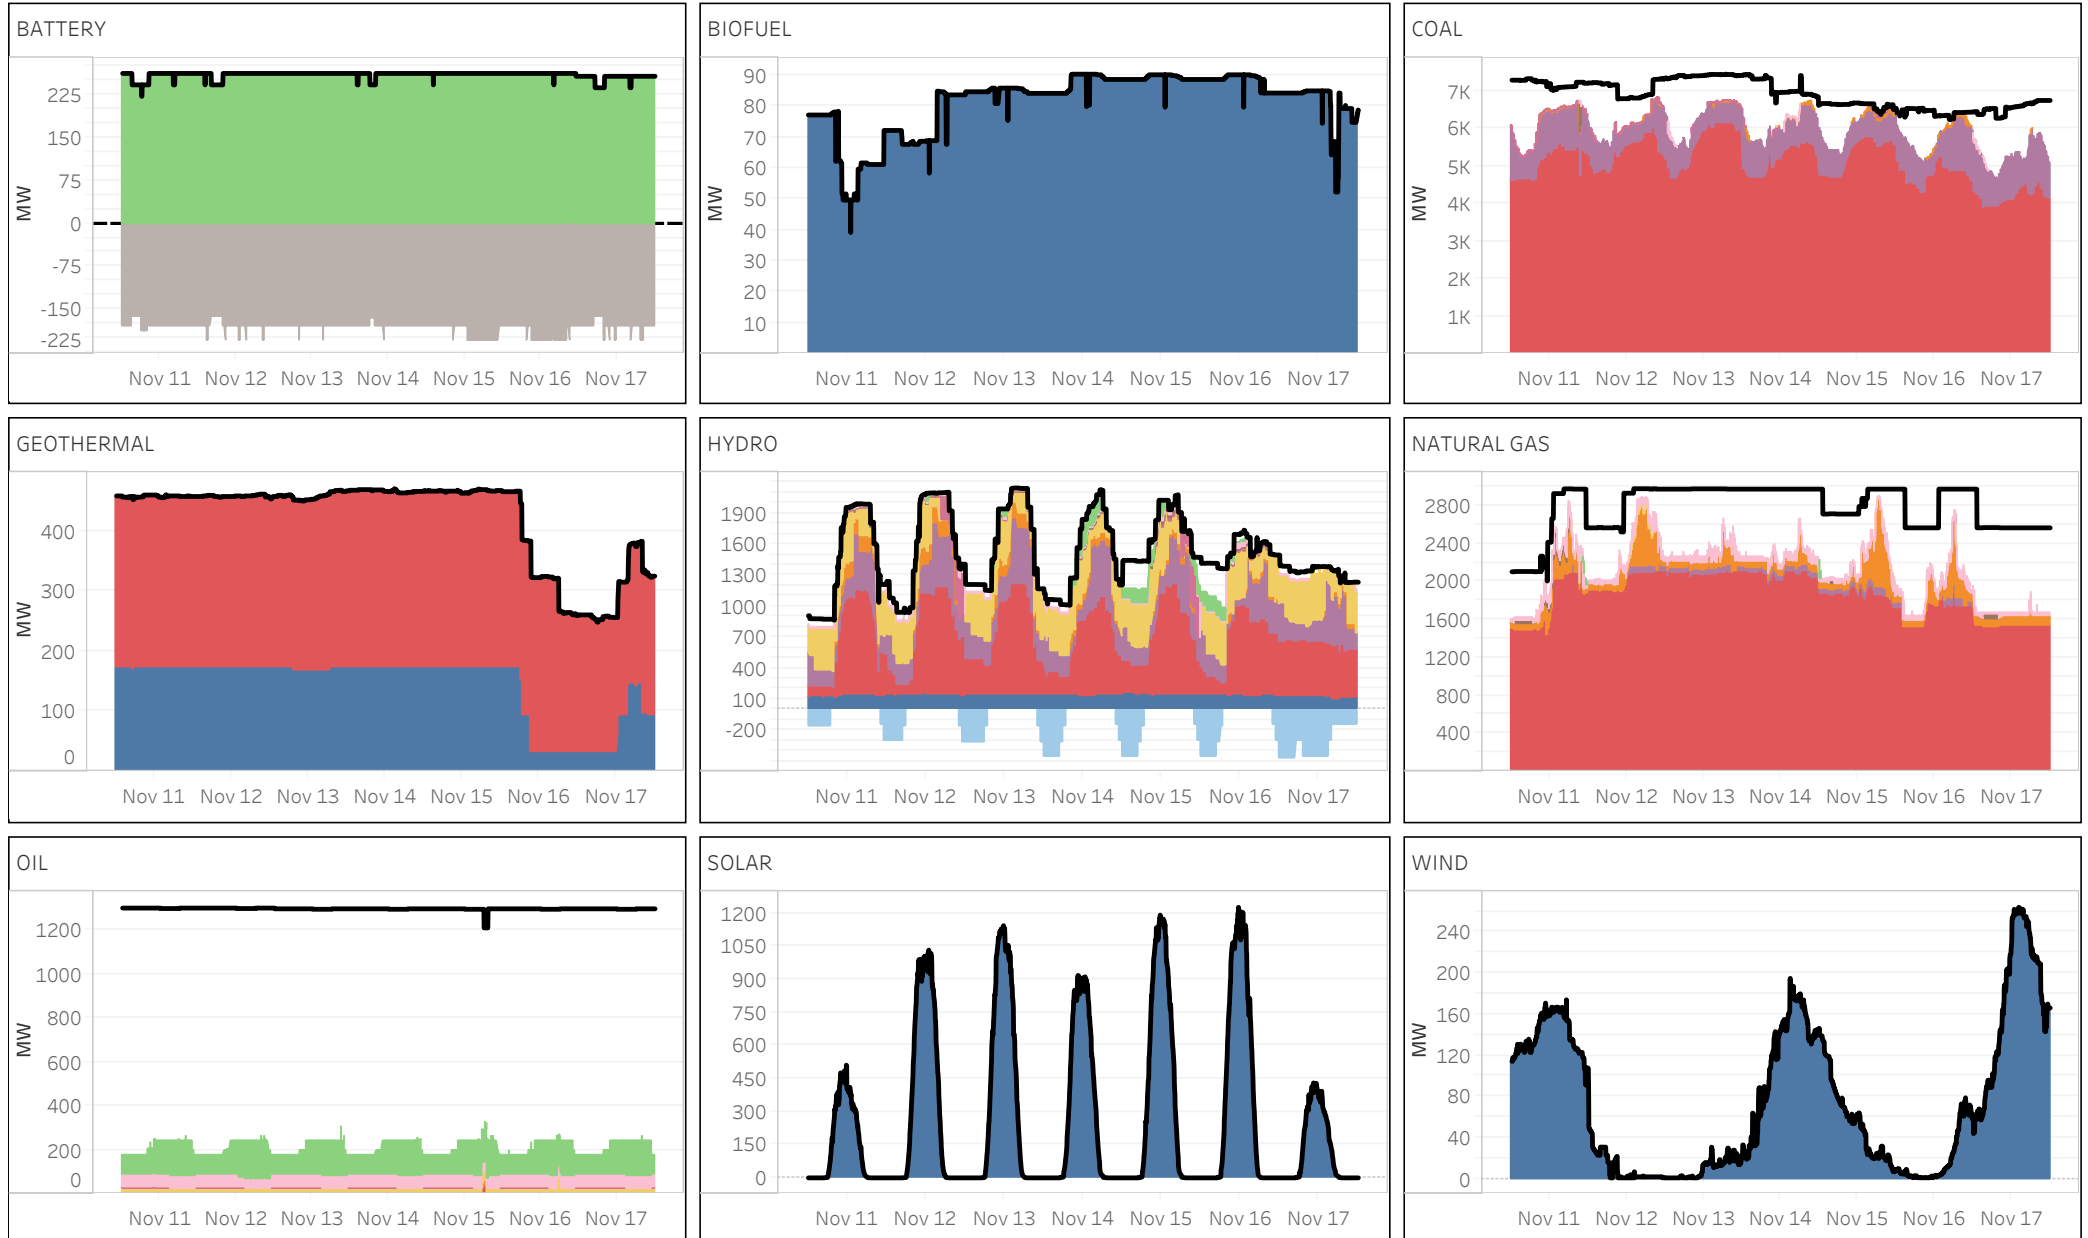 BATTERY
225
150
75
0
-75
-150
-225
MW
Nov 11 Nov 12 Nov 13 Nov 14 Nov 15 Nov 16 Nov 17
BIOFUEL
90
80
70
60
50
40
30
20
10
MW
Nov 11 Nov 12 Nov 13 Nov 14 Nov 15 Nov 16 Nov 17
COAL
7K
6K
5K
4K
3K
2K
1K
MW
Nov 11 Nov 12 Nov 13 Nov 14 Nov 15 Nov 16 Nov 17
GEOTHERMAL
400
300
200
100
0
MW
Nov 11 Nov 12 Nov 13 Nov 14 Nov 15 Nov 16 Nov 17
HYDRO
1900
1600
1300
1000
700
400
100
-200
Nov 11 Nov 12 Nov 13 Nov 14 Nov 15 Nov 16 Nov 17
NATURAL GAS
2800
2400
2000
1600
1200
800
400
Nov 11 Nov 12 Nov 13 Nov 14 Nov 15 Nov 16 Nov 17
OIL
1200
1000
800
600
400
200
0
MW
Nov 11 Nov 12 Nov 13 Nov 14 Nov 15 Nov 16 Nov 17
SOLAR
1200
1050
900
750
600
450
300
150
0
Nov 11 Nov 12 Nov 13 Nov 14 Nov 15 Nov 16 Nov 17
WIND
240
200
160
120
80
40
0
MW
Nov 11 Nov 12 Nov 13 Nov 14 Nov 15 Nov 16 Nov 17